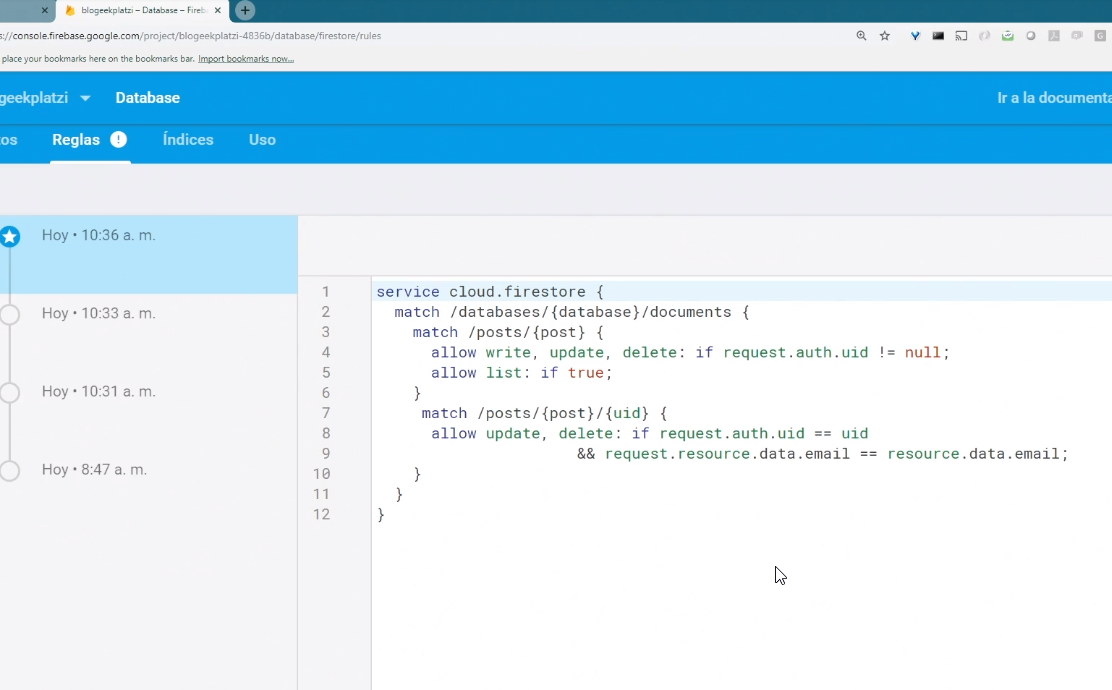 blogeekplatzi – Database – Fireb
s://console.firebase.google.com/project/blogeekplatzi-4836b/database/firestore/rules
place your bookmarks here on the bookmarks bar. Import bookmarks now...
geekplatzi Database Ir a la documenta
tos Reglas ! Índices Uso
Hoy • 10:36 a. m.
Hoy • 10:33 a. m.
Hoy • 10:31 a. m.
Hoy • 8:47 a. m.
1 service cloud.firestore {
2 match /databases/{database}/documents {
3 match /posts/{post} {
4 allow write, update, delete: if request.auth.uid != null;
5 allow list: if true;
6 }
7 match /posts/{post}/{uid} {
8 allow update, delete: if request.auth.uid == uid
9 && request.resource.data.email == resource.data.email;
10 }
11 }
12 }